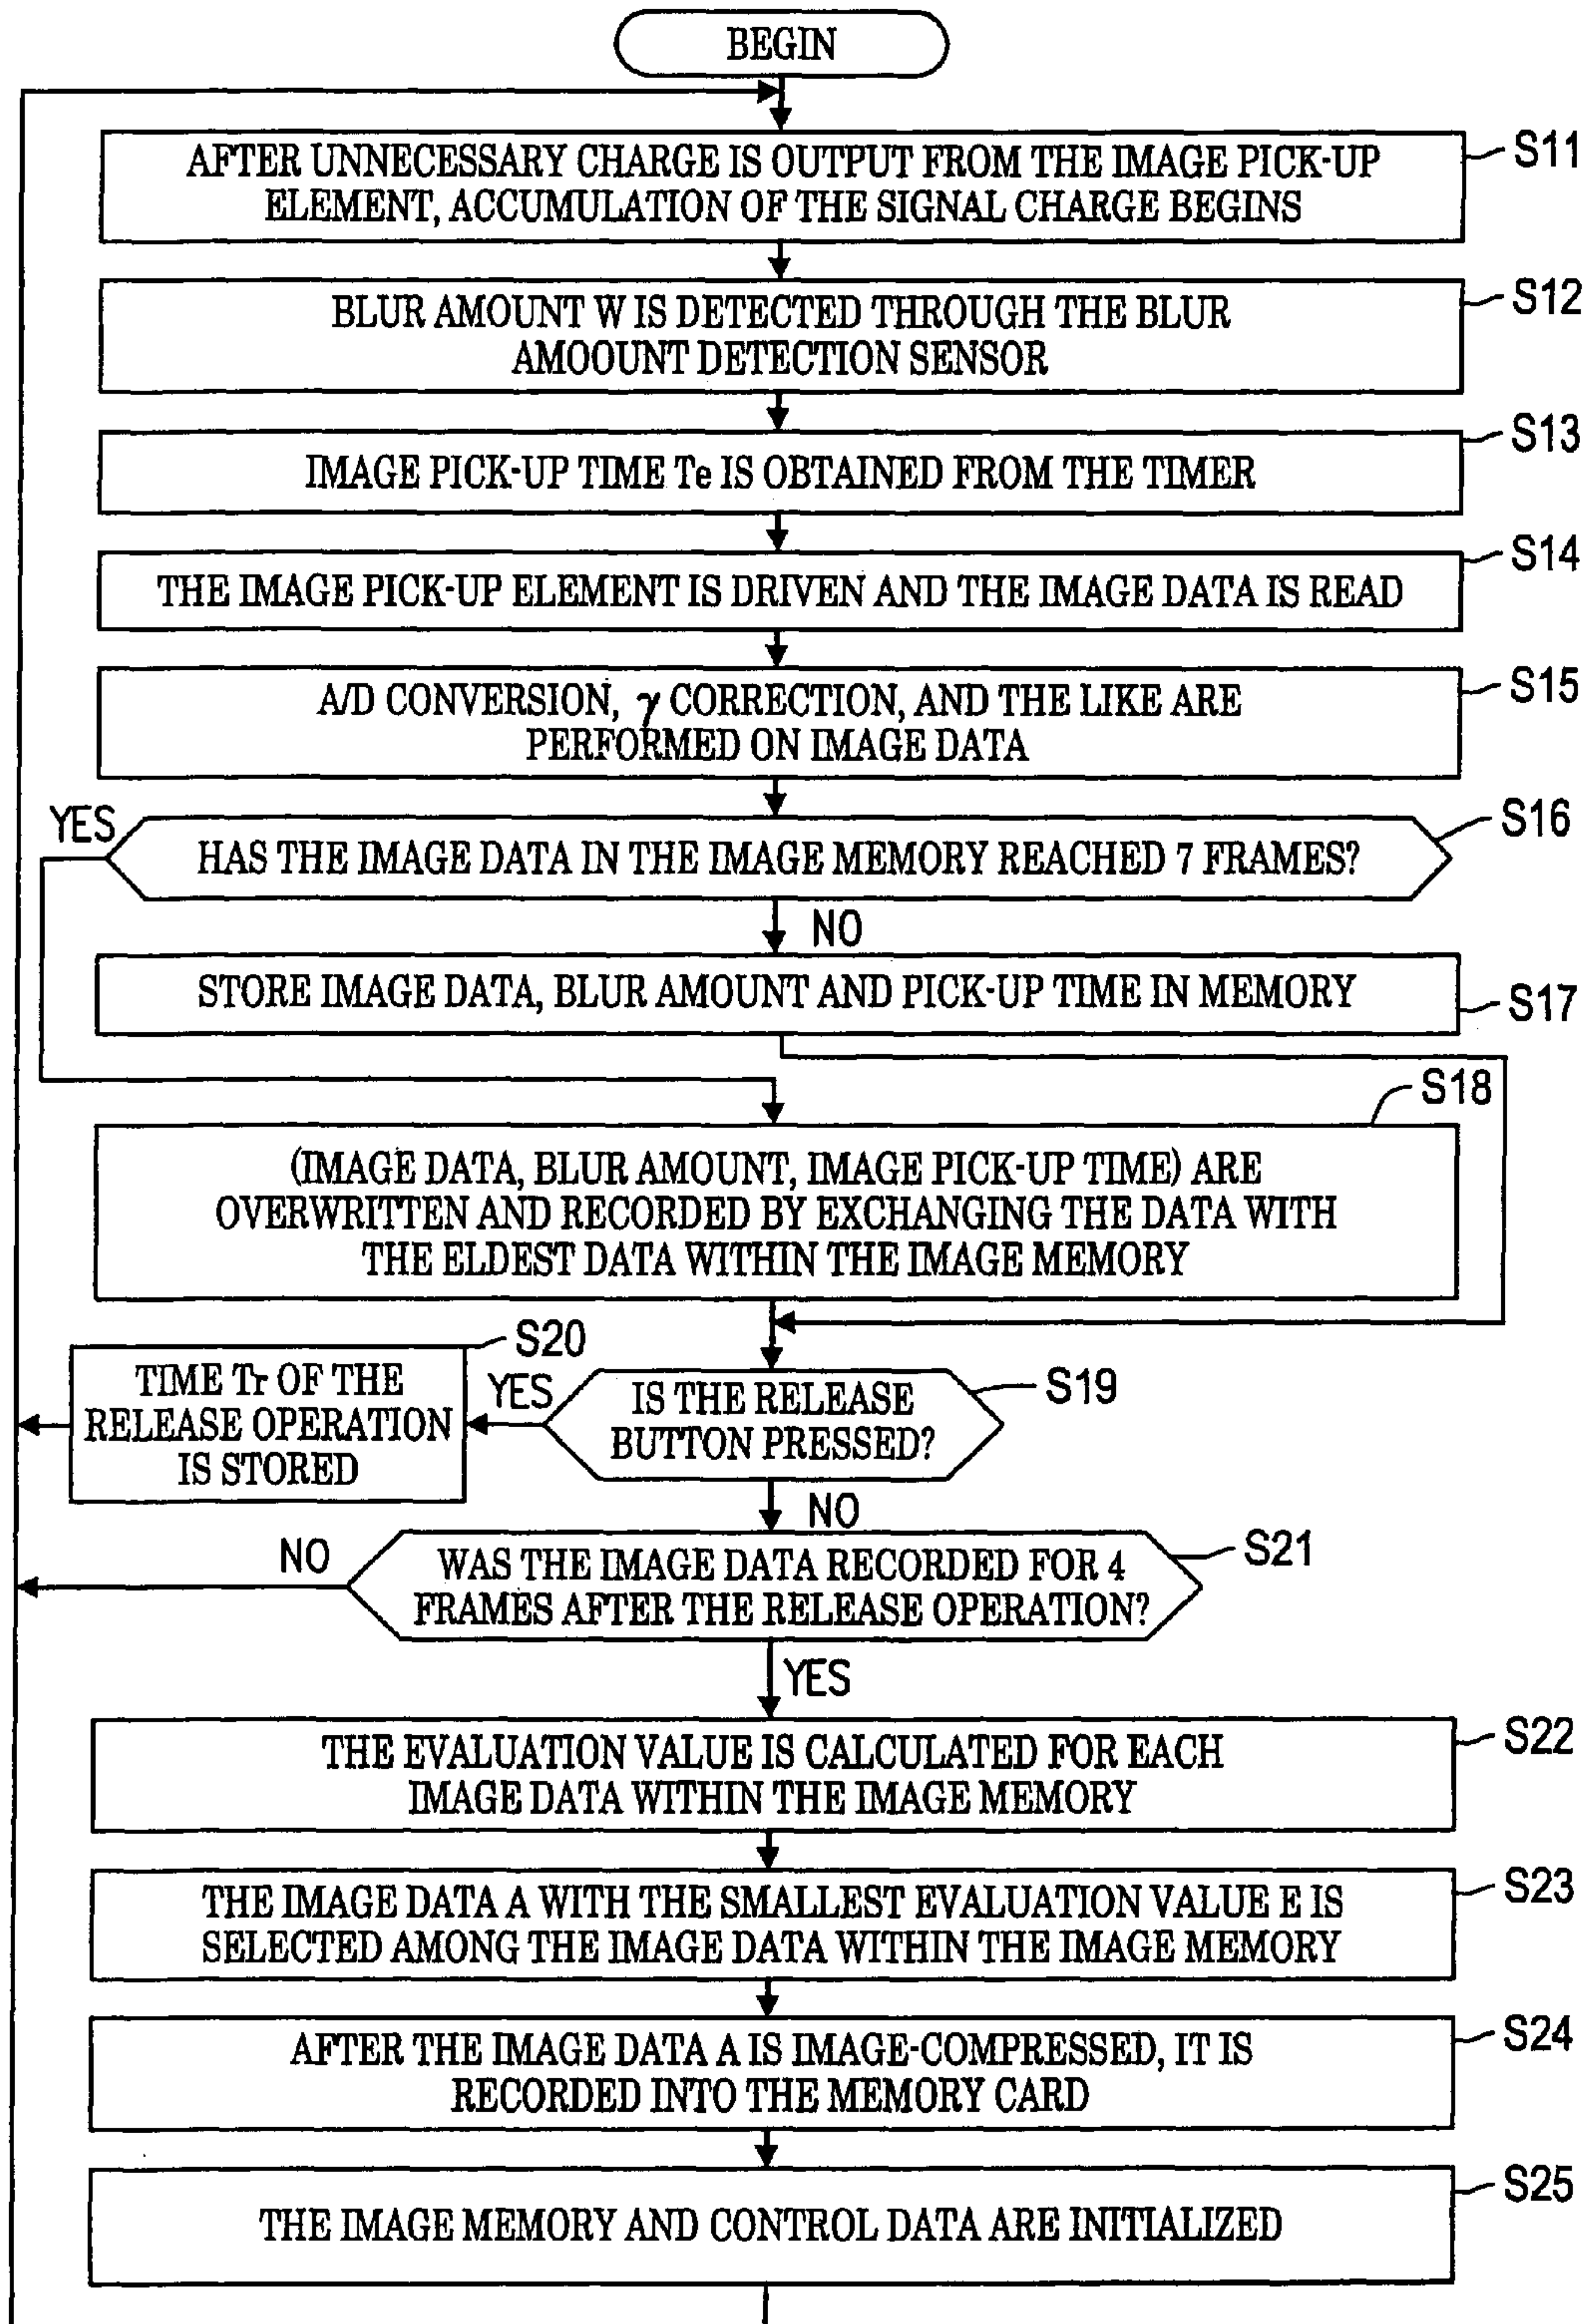 BEGIN
AFTER UNNECESSARY CHARGE IS OUTPUT FROM THE IMAGE PICK-UP
ELEMENT, ACCUMULATION OF THE SIGNAL CHARGE BEGINS
S11
BLUR AMOUNT W IS DETECTED THROUGH THE BLUR
AMOOUNT DETECTION SENSOR
S12
IMAGE PICK-UP TIME Te IS OBTAINED FROM THE TIMER
S13
THE IMAGE PICK-UP ELEMENT IS DRIVEN AND THE IMAGE DATA IS READ
S14
A/D CONVERSION, γ CORRECTION, AND THE LIKE ARE
PERFORMED ON IMAGE DATA
S15
YES
HAS THE IMAGE DATA IN THE IMAGE MEMORY REACHED 7 FRAMES?
S16
NO
STORE IMAGE DATA, BLUR AMOUNT AND PICK-UP TIME IN MEMORY
S17
S18
(IMAGE DATA, BLUR AMOUNT, IMAGE PICK-UP TIME) ARE
OVERWRITTEN AND RECORDED BY EXCHANGING THE DATA WITH
THE ELDEST DATA WITHIN THE IMAGE MEMORY
S20
TIME Tr OF THE
RELEASE OPERATION
IS STORED
YES
IS THE RELEASE
BUTTON PRESSED?
S19
NO
NO
WAS THE IMAGE DATA RECORDED FOR 4
FRAMES AFTER THE RELEASE OPERATION?
S21
YES
THE EVALUATION VALUE IS CALCULATED FOR EACH
IMAGE DATA WITHIN THE IMAGE MEMORY
S22
THE IMAGE DATA A WITH THE SMALLEST EVALUATION VALUE E IS
SELECTED AMONG THE IMAGE DATA WITHIN THE IMAGE MEMORY
S23
AFTER THE IMAGE DATA A IS IMAGE-COMPRESSED, IT IS
RECORDED INTO THE MEMORY CARD
S24
THE IMAGE MEMORY AND CONTROL DATA ARE INITIALIZED
S25